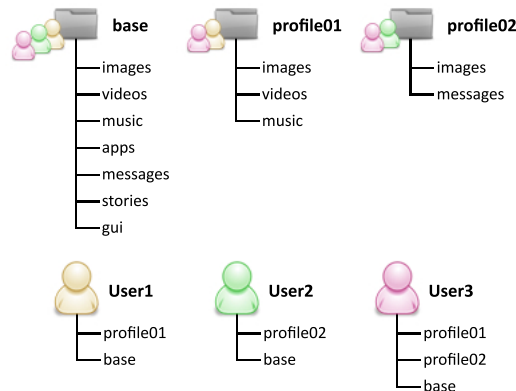 base
images
videos
music
apps
messages
stories
gui
profile01
images
videos
music
profile02
images
messages
User1
profile01
base
User2
profile02
base
User3
profile01
profile02
base